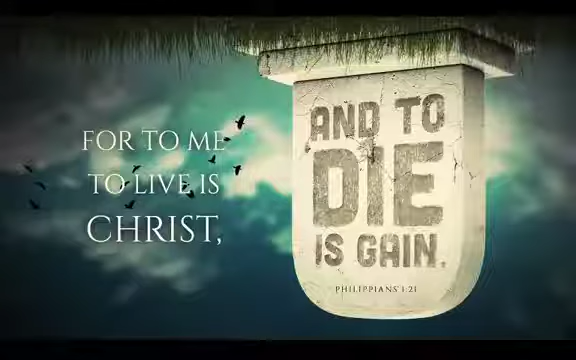 FOR TO ME
TO LIVE IS
CHRIST,
AND TO
DIE
IS GAIN.
PHILIPPIANS 1:21